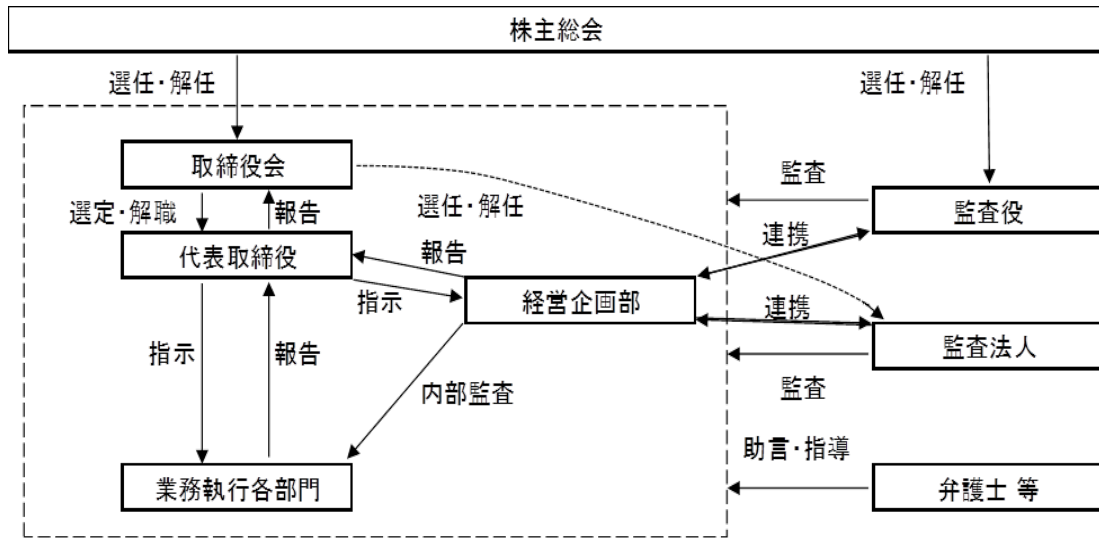 株主総会
選任・解任
選任・解任
取締役会
監査
監査役
選定・解職
報告
選任・解任
連携
代表取締役
報告
経営企画部
指示
連携
監査法人
指示
報告
監査
内部監査
助言・指導
業務執行各部門
弁護士 等